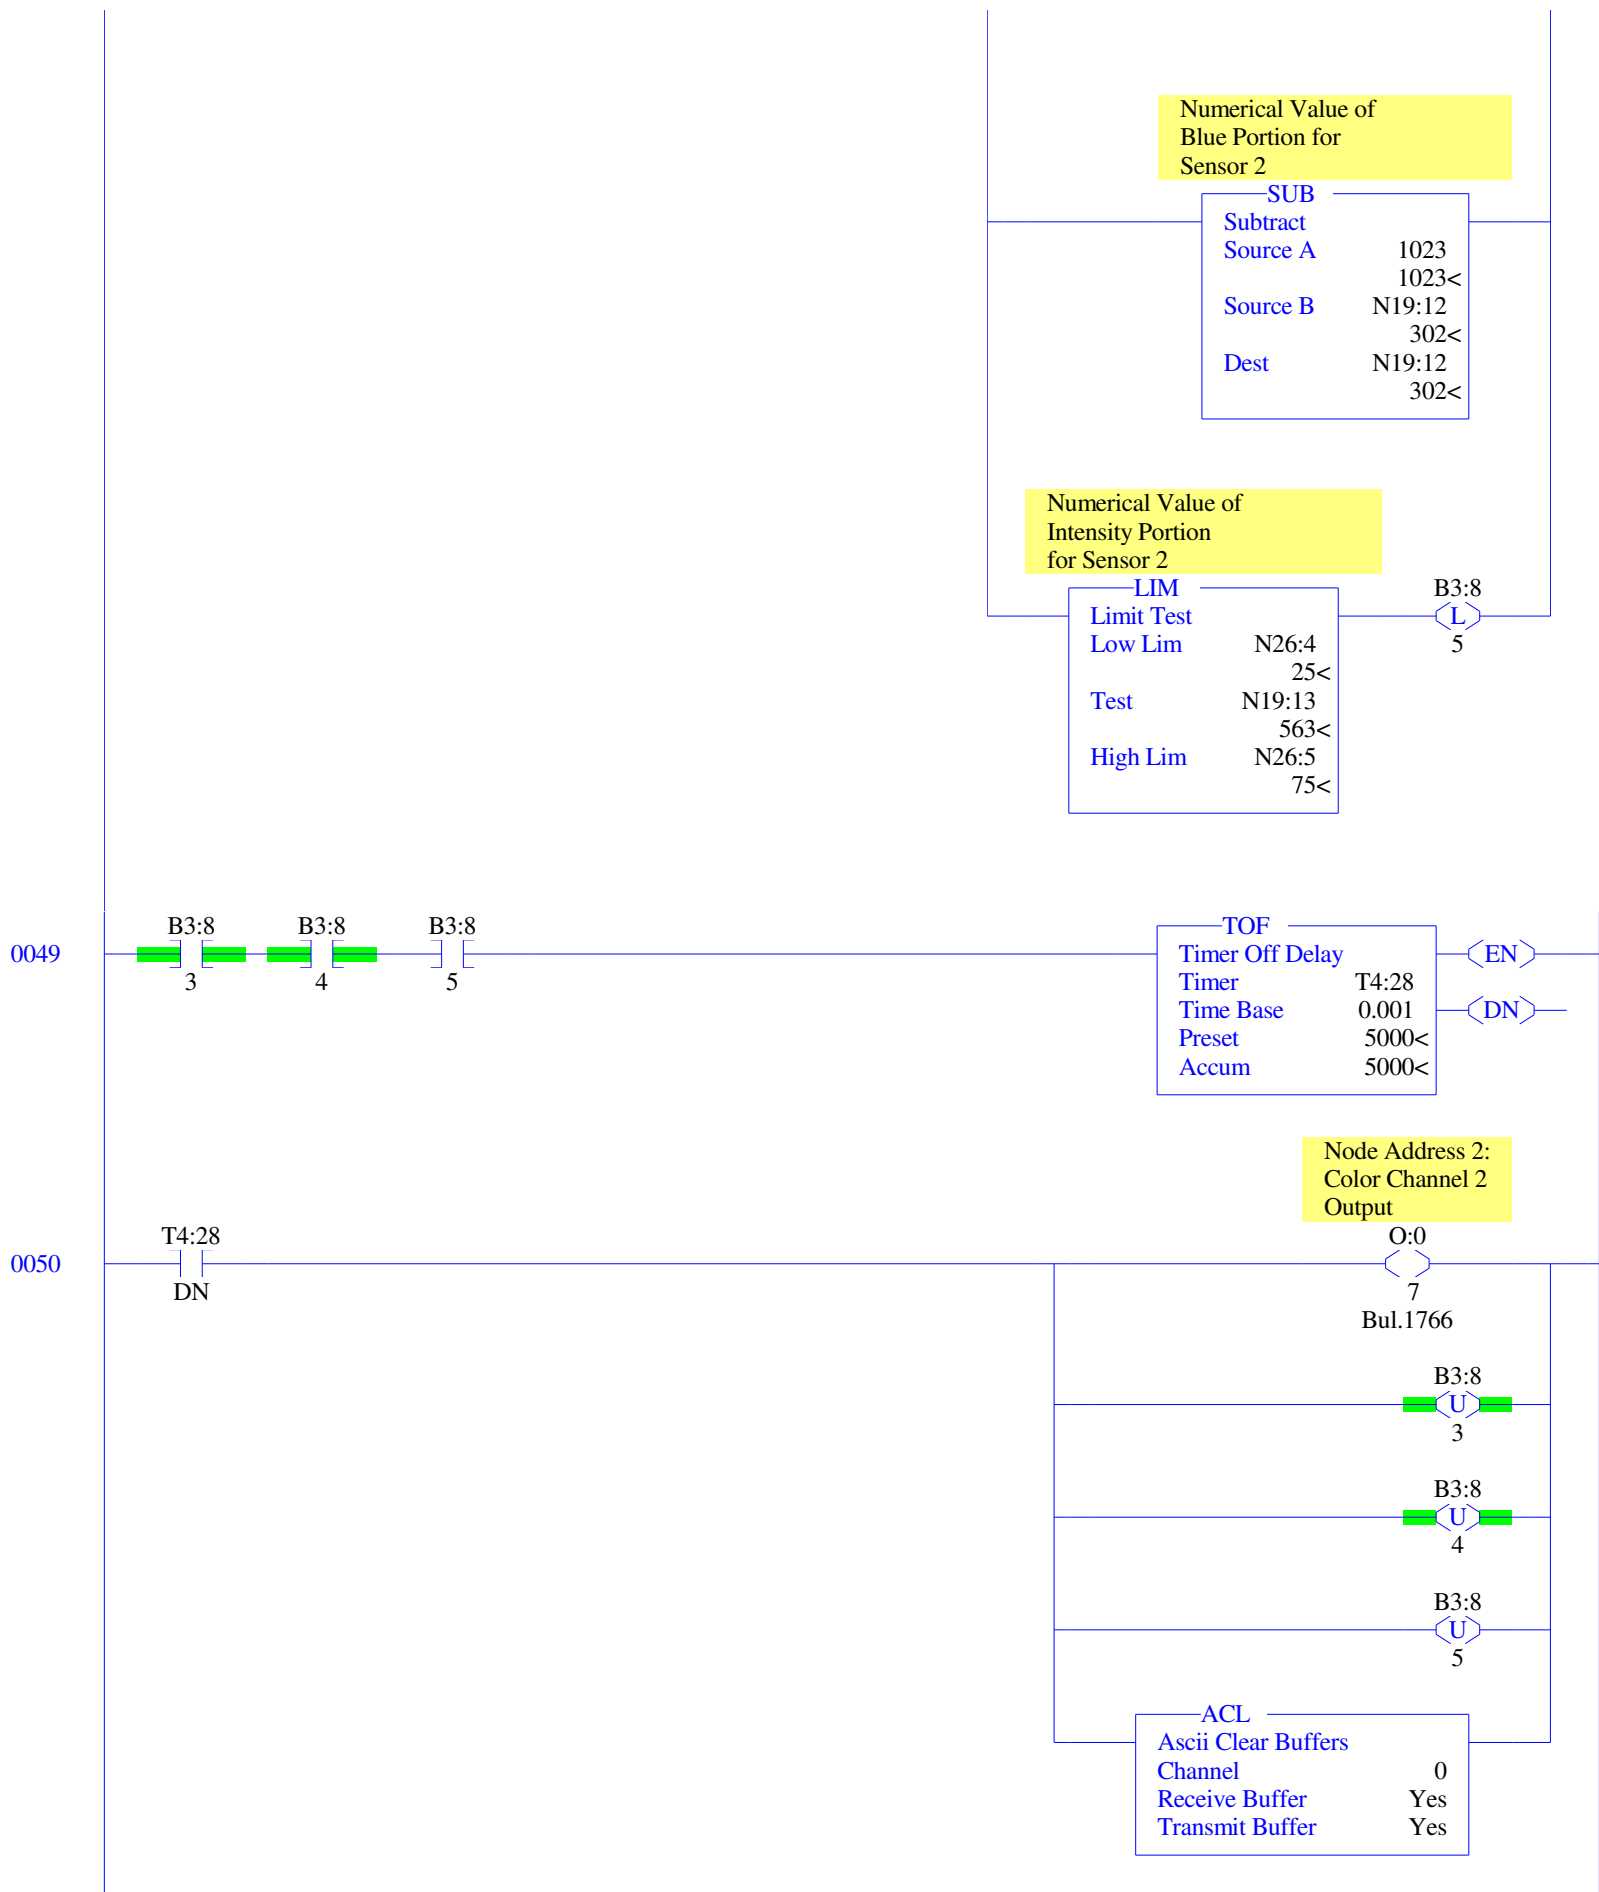 Numerical Value of
Blue Portion for
Sensor 2
SUB
Subtract
Source A 1023
1023<
Source B N19:12
302<
Dest N19:12
302<
Numerical Value of
Intensity Portion
for Sensor 2
LIM
Limit Test
Low Lim N26:4
25<
Test N19:13
563<
High Lim N26:5
75<
B3:8
L
5
0049
B3:8
3
B3:8
4
B3:8
5
TOF
Timer Off Delay
Timer T4:28
Time Base 0.001
Preset 5000<
Accum 5000<
EN
DN
Node Address 2:
Color Channel 2
Output
0050
T4:28
DN
O:0
7
Bul.1766
B3:8
U
3
B3:8
U
4
B3:8
U
5
ACL
Ascii Clear Buffers
Channel 0
Receive Buffer Yes
Transmit Buffer Yes